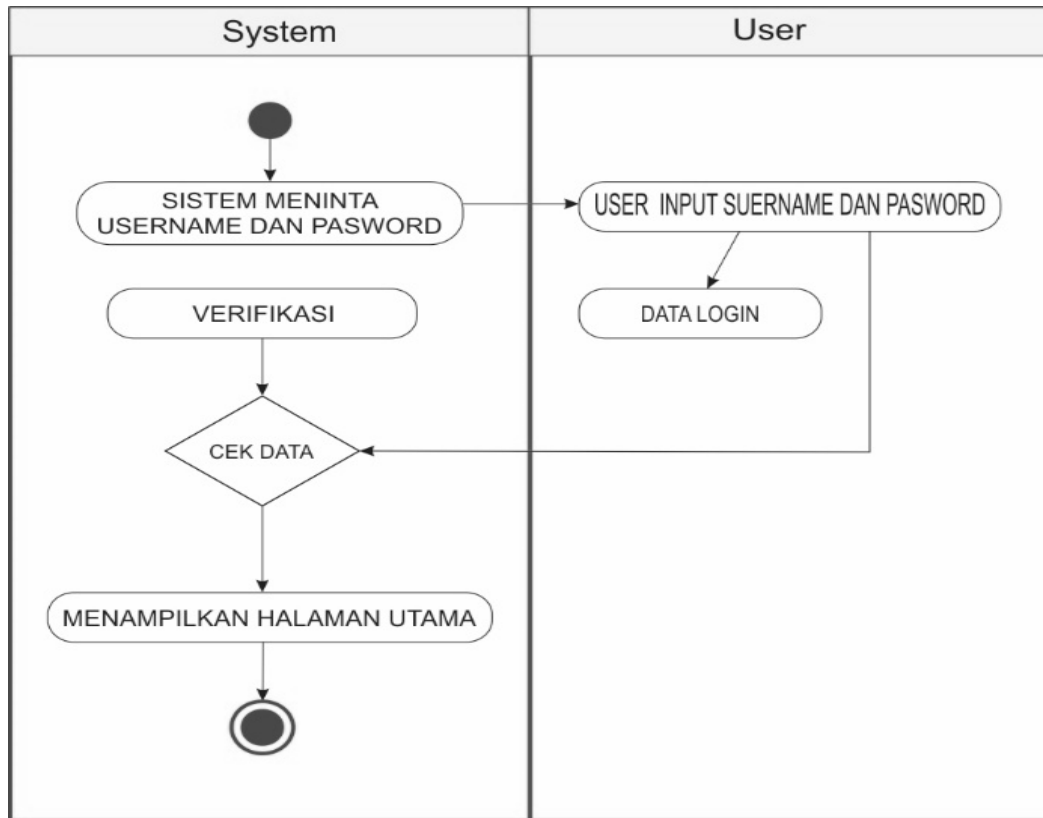 System
User
SISTEM MENINTA
USERNAME DAN PASWORD
USER INPUT SUERNAME DAN PASWORD
VERIFIKASI
DATA LOGIN
CEK DATA
MENAMPILKAN HALAMAN UTAMA